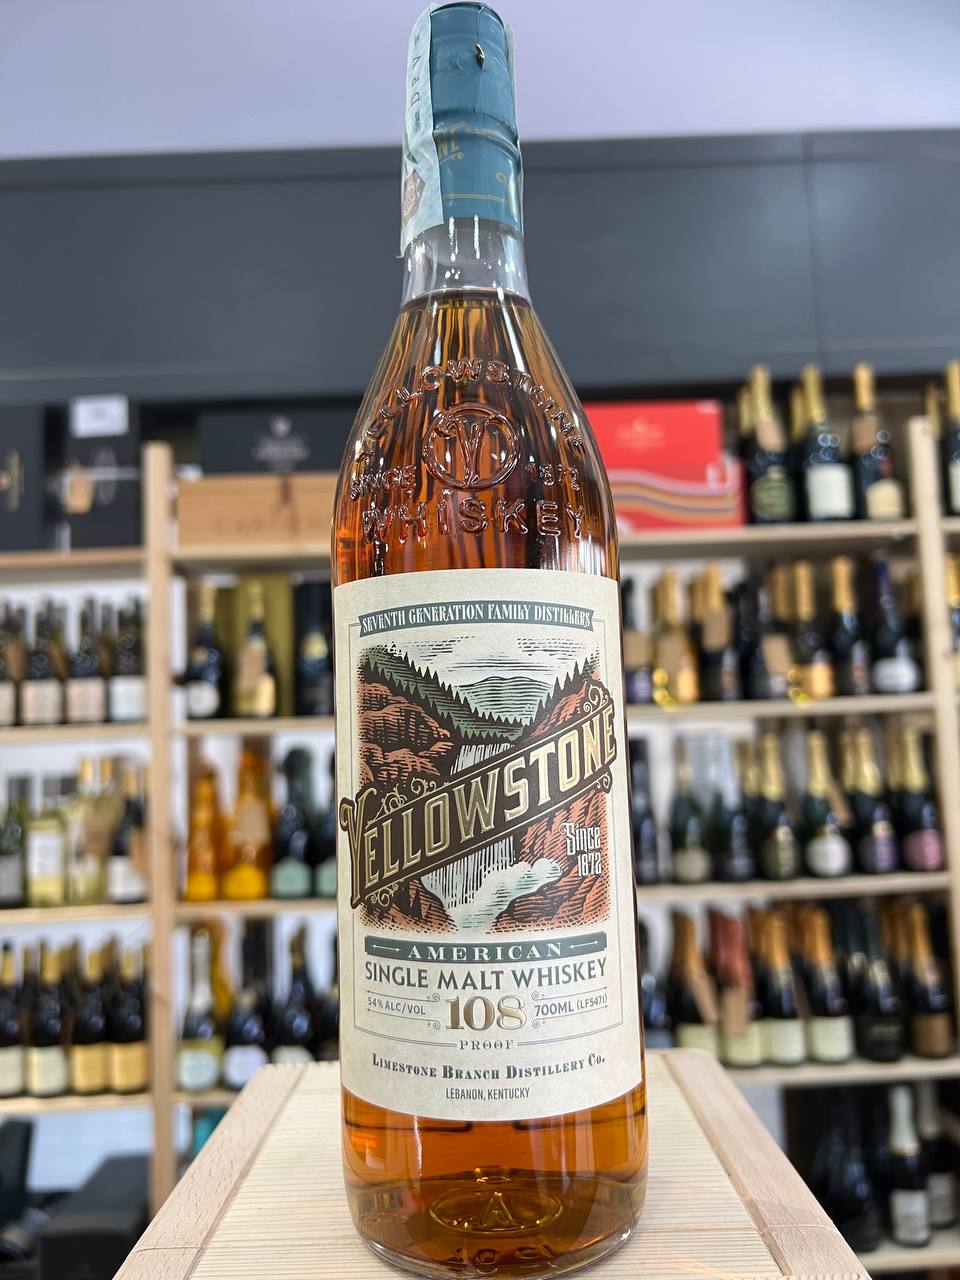 YELLOWSTONE
SINCE 1872
WHISKEY
SEVENTH GENERATION FAMILY DISTILLERS
YELLOWSTONE
Since
1872
AMERICAN
SINGLE MALT WHISKEY
54% ALC/VOL 108 700ML (LF5471)
PROOF
LIMESTONE BRANCH DISTILLERY CO.
LEBANON, KENTUCKY